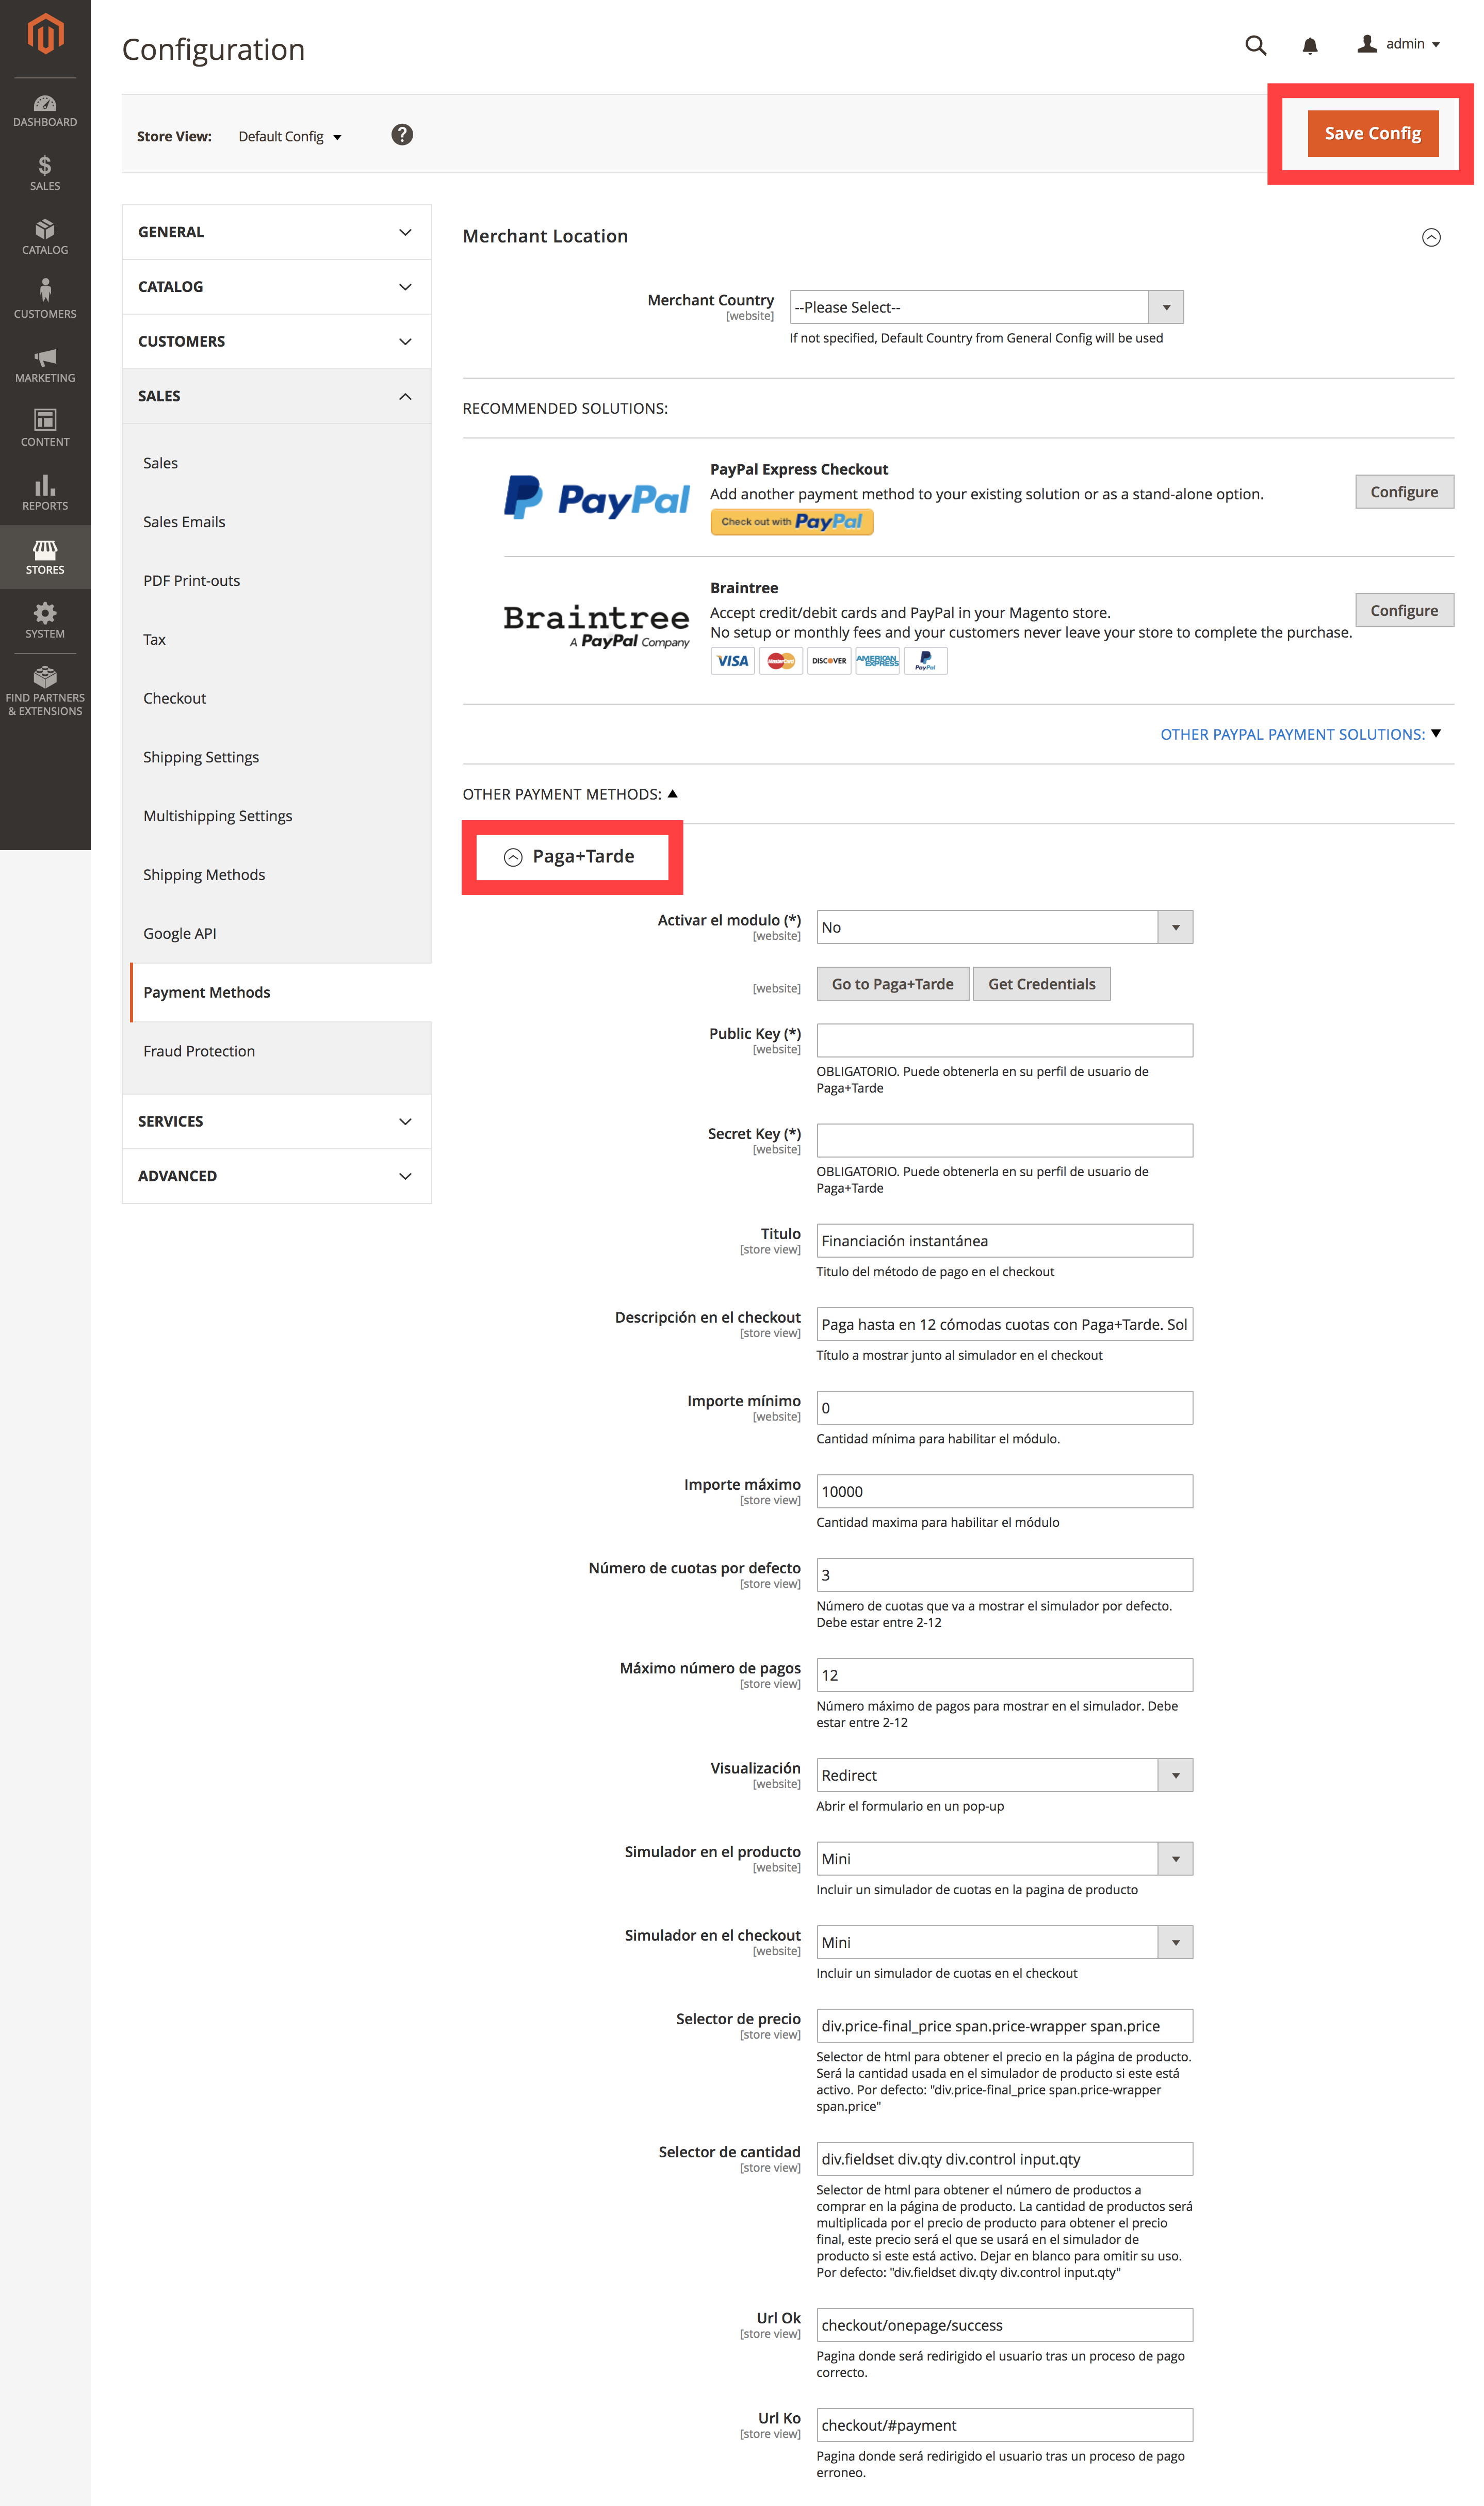 Configuration
admin
DASHBOARD
SALES
CATALOG
CUSTOMERS
MARKETING
CONTENT
REPORTS
STORES
SYSTEM
FIND PARTNERS
& EXTENSIONS
Store View: Default Config ?
Save Config
GENERAL
CATALOG
CUSTOMERS
SALES
Sales
Sales Emails
PDF Print-outs
Tax
Checkout
Shipping Settings
Multishipping Settings
Shipping Methods
Google API
Payment Methods
Fraud Protection
SERVICES
ADVANCED
Merchant Location
Merchant Country
[website]
--Please Select--
If not specified, Default Country from General Config will be used
RECOMMENDED SOLUTIONS:
PayPal
PayPal Express Checkout
Add another payment method to your existing solution or as a stand-alone option.
Check out with PayPal
Configure
Braintree
A PayPal Company
Braintree
Accept credit/debit cards and PayPal in your Magento store.
No setup or monthly fees and your customers never leave your store to complete the purchase.
VISA MasterCard DISCOVER AMERICAN EXPRESS PayPal
Configure
OTHER PAYPAL PAYMENT SOLUTIONS:
OTHER PAYMENT METHODS:
Paga+Tarde
Activar el modulo (*)
[website]
No
[website]
Go to Paga+Tarde
Get Credentials
Public Key (*)
[website]
OBLIGATORIO. Puede obtenerla en su perfil de usuario de
Paga+Tarde
Secret Key (*)
[website]
OBLIGATORIO. Puede obtenerla en su perfil de usuario de
Paga+Tarde
Titulo
[store view]
Financiación instantánea
Titulo del método de pago en el checkout
Descripción en el checkout
[store view]
Paga hasta en 12 cómodas cuotas con Paga+Tarde. Sol
Título a mostrar junto al simulador en el checkout
Importe mínimo
[website]
0
Cantidad mínima para habilitar el módulo.
Importe máximo
[store view]
10000
Cantidad maxima para habilitar el módulo
Número de cuotas por defecto
[store view]
3
Número de cuotas que va a mostrar el simulador por defecto.
Debe estar entre 2-12
Máximo número de pagos
[store view]
12
Número máximo de pagos para mostrar en el simulador. Debe
estar entre 2-12
Visualización
[website]
Redirect
Abrir el formulario en un pop-up
Simulador en el producto
[website]
Mini
Incluir un simulador de cuotas en la pagina de producto
Simulador en el checkout
[website]
Mini
Incluir un simulador de cuotas en el checkout
Selector de precio
[store view]
div.price-final_price span.price-wrapper span.price
Selector de html para obtener el precio en la página de producto.
Será la cantidad usada en el simulador de producto si este está
activo. Por defecto: "div.price-final_price span.price-wrapper
span.price"
Selector de cantidad
[store view]
div.fieldset div.qty div.control input.qty
Selector de html para obtener el número de productos a
comprar en la página de producto. La cantidad de productos será
multiplicada por el precio de producto para obtener el precio
final, este precio será el que se usará en el simulador de
producto si este está activo. Dejar en blanco para omitir su uso.
Por defecto: "div.fieldset div.qty div.control input.qty"
Url Ok
[store view]
checkout/onepage/success
Pagina donde será redirigido el usuario tras un proceso de pago
correcto.
Url Ko
[store view]
checkout/#payment
Pagina donde será redirigido el usuario tras un proceso de pago
erroneo.